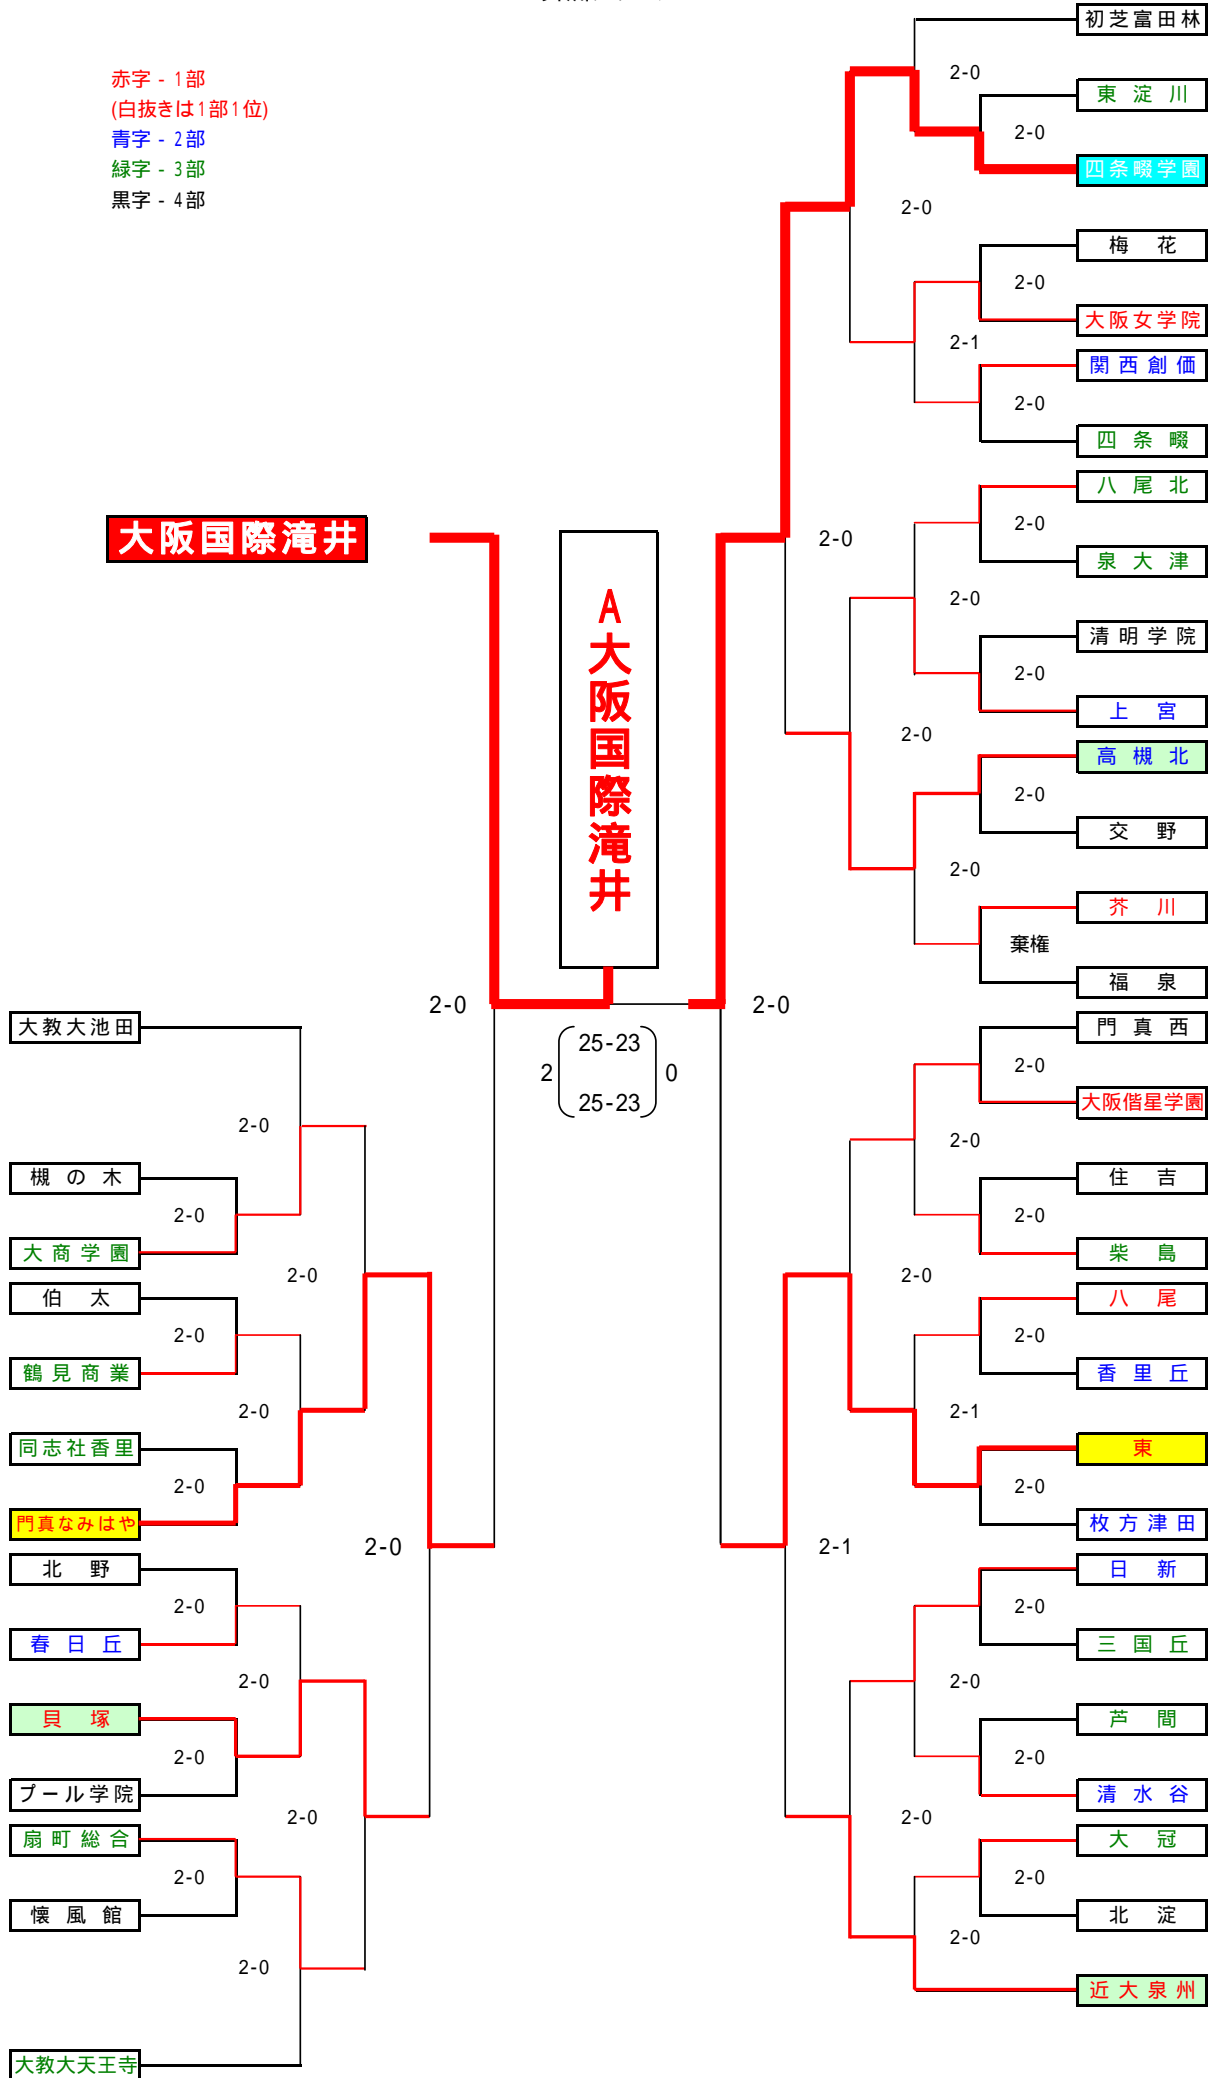 赤字 - 1部
(白抜きは1部1位)
青字 - 2部
緑字 - 3部
黒字 - 4部
大阪国際滝井
A大阪国際滝井
2-0
2-0
2
25-23
25-23
0
大教大池田
2-0
槻の木
2-0
大商学園
2-0
伯太
2-0
鶴見商業
2-0
同志社香里
2-0
門真なみはや
2-0
北野
2-0
春日丘
2-0
貝塚
2-0
プール学院
2-0
扇町総合
2-0
懐風館
2-0
大教大天王寺
初芝富田林
2-0
東淀川
2-0
四条畷学園
2-0
梅花
2-0
大阪女学院
2-1
関西創価
2-0
四条畷
八尾北
2-0
泉大津
2-0
2-0
清明学院
2-0
上宮
2-0
高槻北
2-0
交野
2-0
芥川
棄権
福泉
門真西
2-0
大阪偕星学園
2-0
住吉
2-0
柴島
2-0
八尾
2-0
香里丘
2-1
東
2-0
枚方津田
2-1
日新
2-0
三国丘
2-0
芦間
2-0
清水谷
2-0
大冠
2-0
北淀
2-0
近大泉州